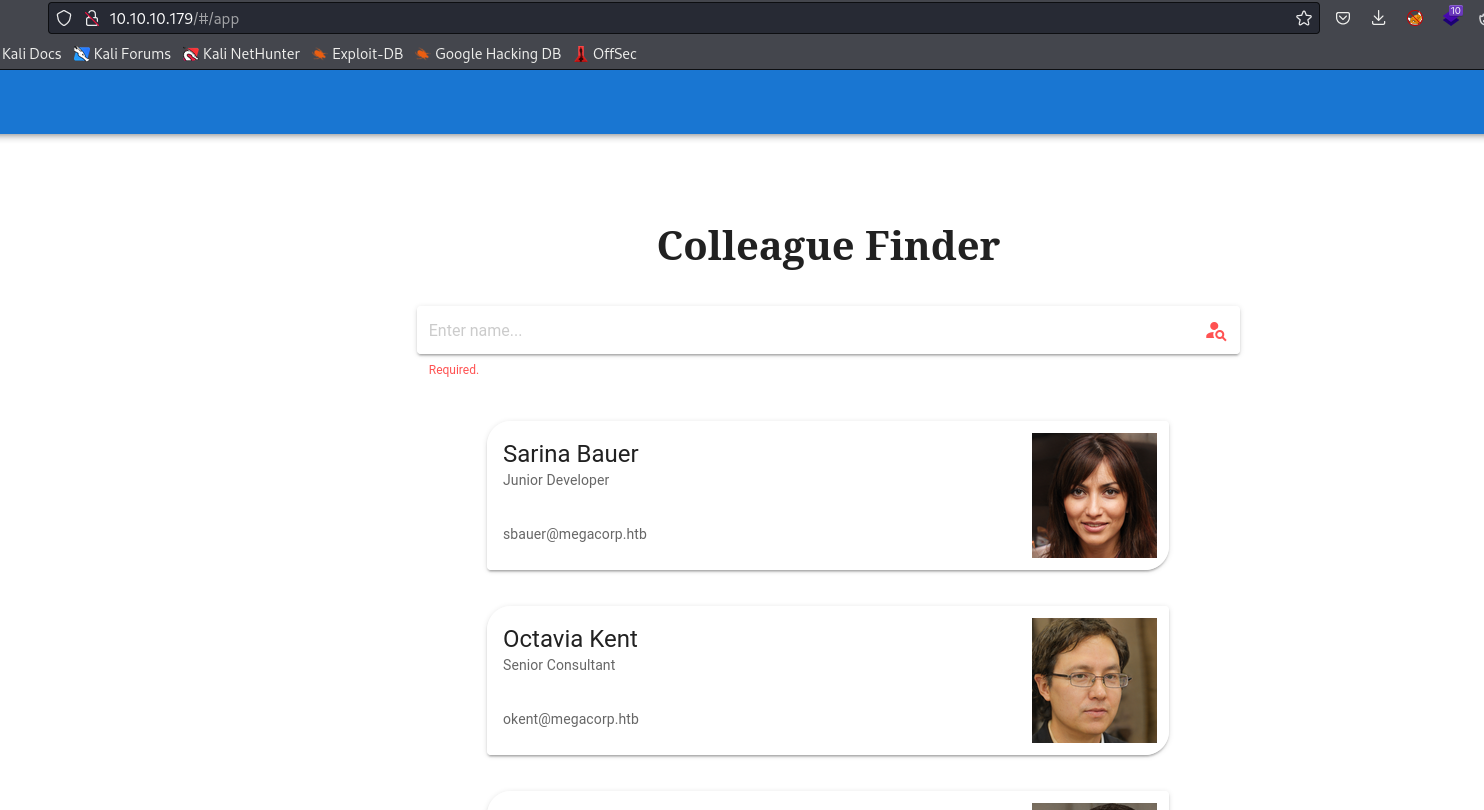 10.10.10.179/#/app
10
Kali Docs Kali Forums Kali NetHunter Exploit-DB Google Hacking DB OffSec
Colleague Finder
Enter name...
Required.
Sarina Bauer
Junior Developer
sbauer@megacorp.htb
Octavia Kent
Senior Consultant
okent@megacorp.htb